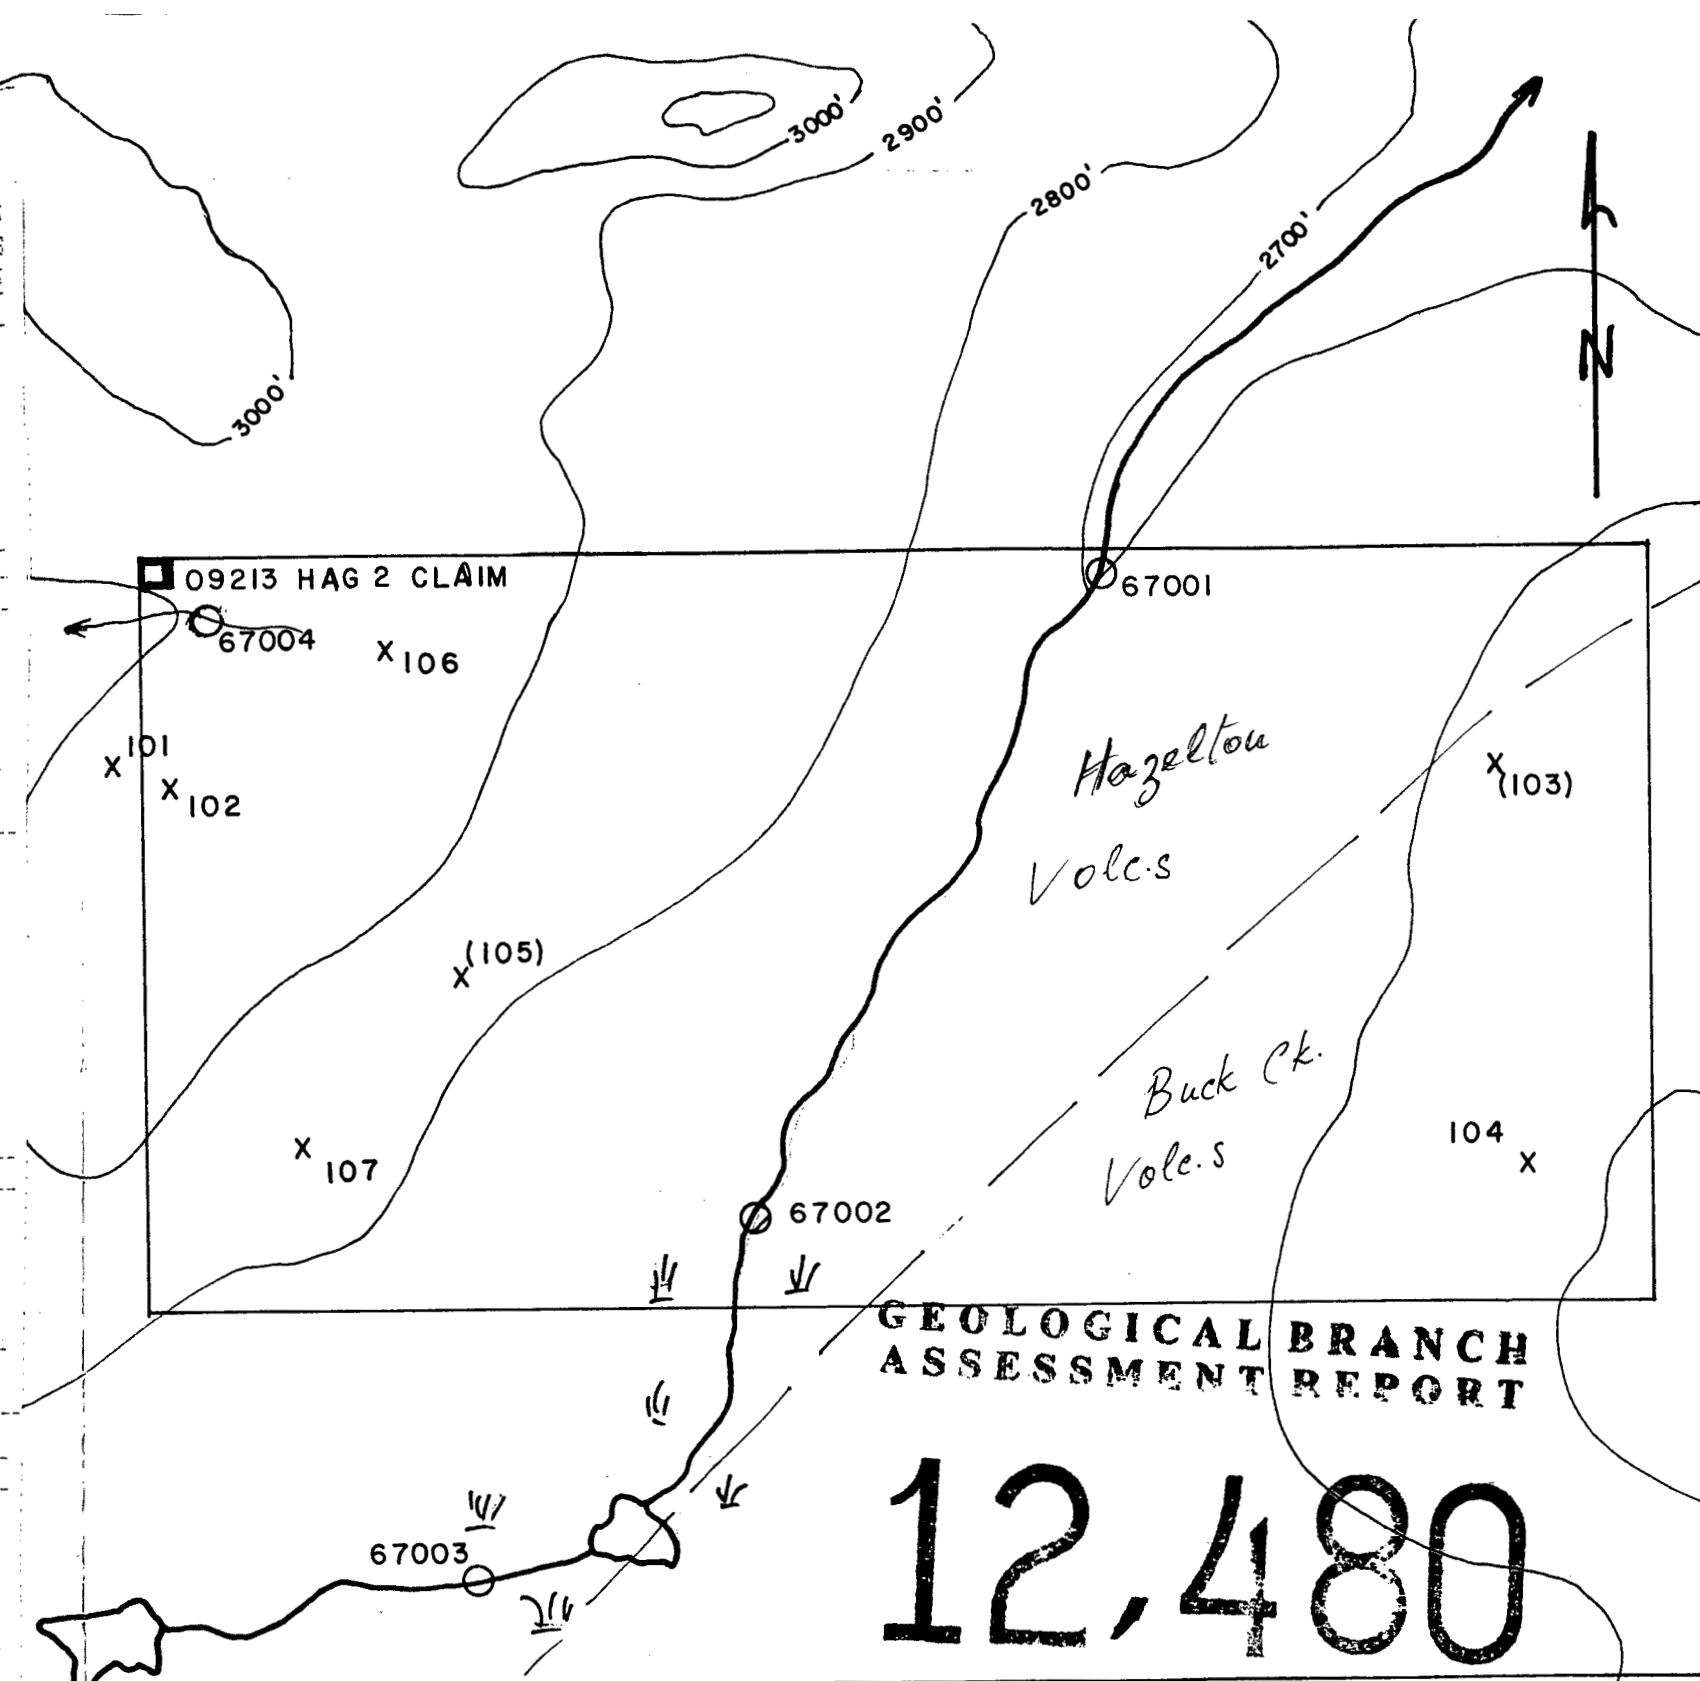 3000'
2900'
2800'
2700'
N
3000'
09213 HAG 2 CLAIM
67001
67004
X 106
Hazelton
Volc.s
101
X
X 102
X
(103)
(105)
X
Buck Ck.
Volc.s
104
X
X
107
67002
GEOLOGICAL BRANCH
ASSESSMENT REPORT
12,480
67003